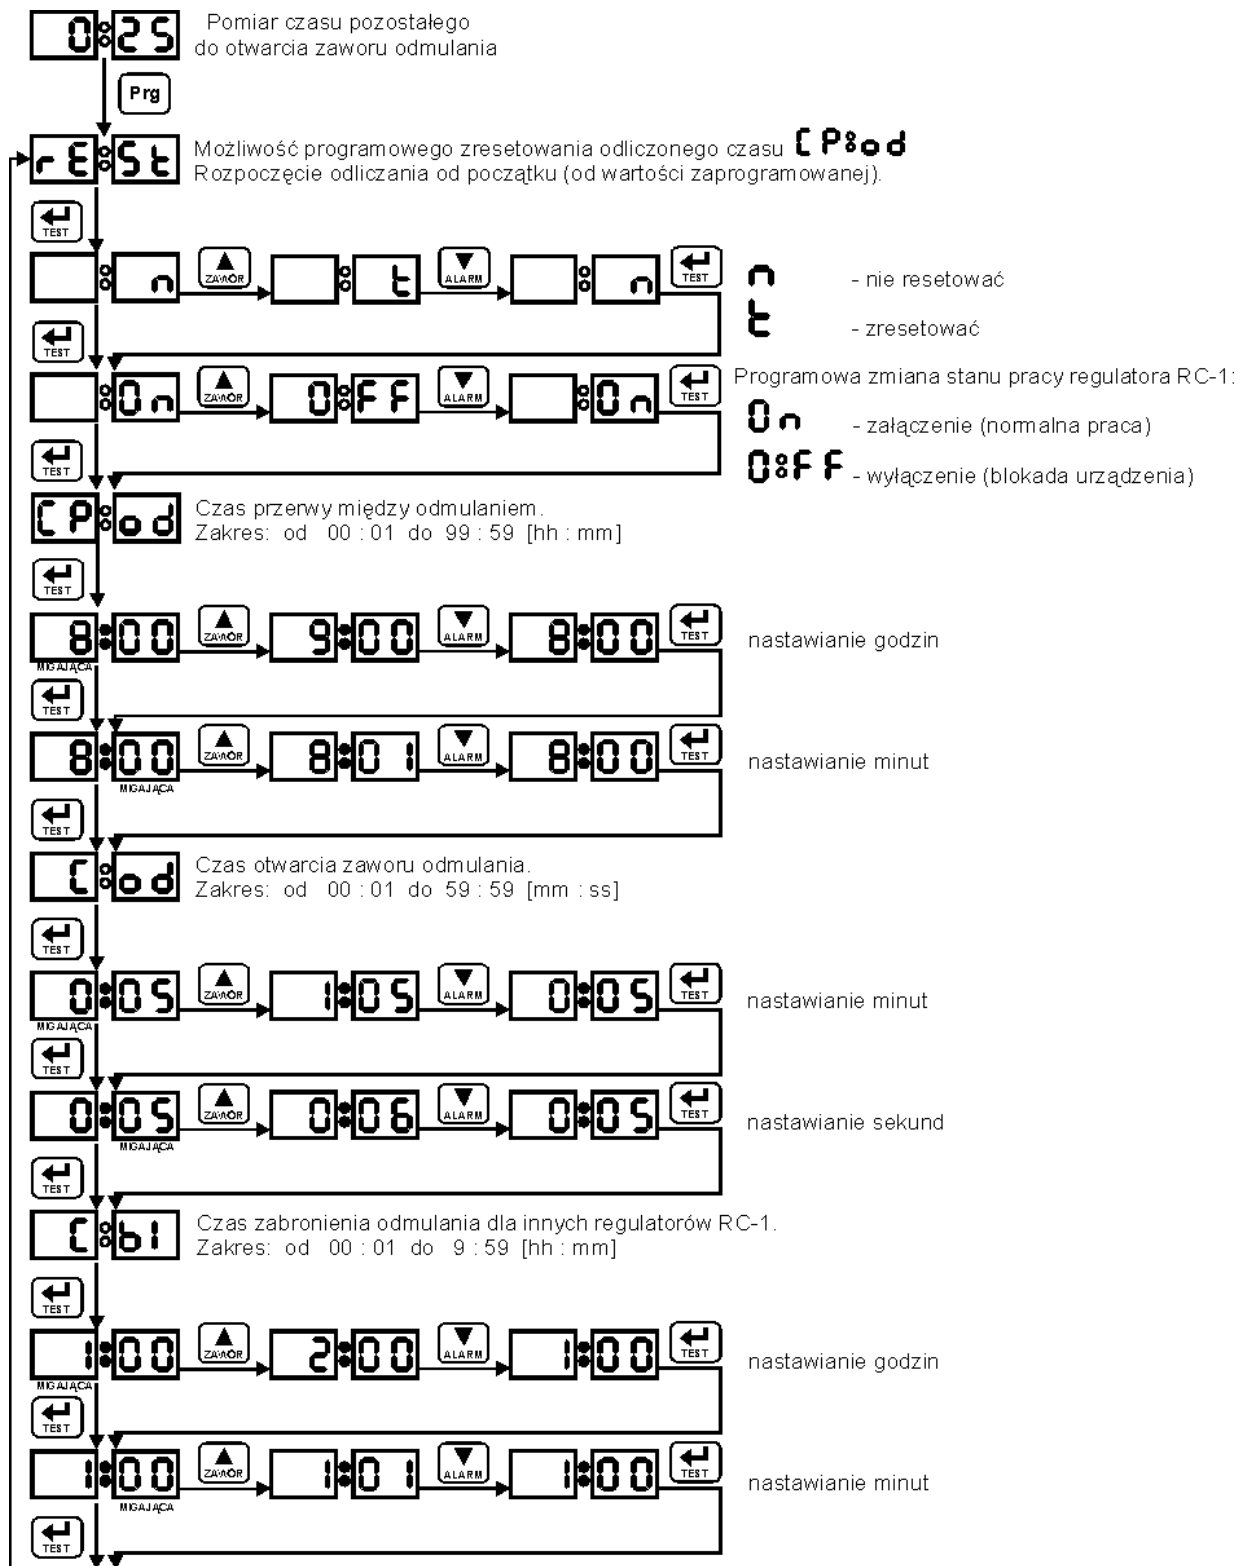 0:25 Pomiar czasu pozostałego
do otwarcia zaworu odmulania
Prg
rE:St Możliwość programowego zresetowania odliczonego czasu CP:od
Rozpoczęcie odliczania od początku (od wartości zaprogramowanej).
TEST
:n ZAWÓR :t ALARM :n TEST n - nie resetować
t - zresetować
TEST
:0n ZAWÓR 0:FF ALARM :0n TEST Programowa zmiana stanu pracy regulatora RC-1:
0n - załączenie (normalna praca)
0:FF - wyłączenie (blokada urządzenia)
TEST
CP:od Czas przerwy między odmulaniem.
Zakres: od 00 : 01 do 99 : 59 [hh : mm]
TEST
8:00 ZAWÓR 9:00 ALARM 8:00 TEST nastawianie godzin
MIGAJĄCA
TEST
8:00 ZAWÓR 8:01 ALARM 8:00 TEST nastawianie minut
MIGAJĄCA
TEST
C:od Czas otwarcia zaworu odmulania.
Zakres: od 00 : 01 do 59 : 59 [mm : ss]
TEST
0:05 ZAWÓR 1:05 ALARM 0:05 TEST nastawianie minut
MIGAJĄCA
TEST
0:05 ZAWÓR 0:06 ALARM 0:05 TEST nastawianie sekund
MIGAJĄCA
TEST
C:bl Czas zabronienia odmulania dla innych regulatorów RC-1.
Zakres: od 00 : 01 do 9 : 59 [hh : mm]
TEST
1:00 ZAWÓR 2:00 ALARM 1:00 TEST nastawianie godzin
MIGAJĄCA
TEST
1:00 ZAWÓR 1:01 ALARM 1:00 TEST nastawianie minut
MIGAJĄCA
TEST